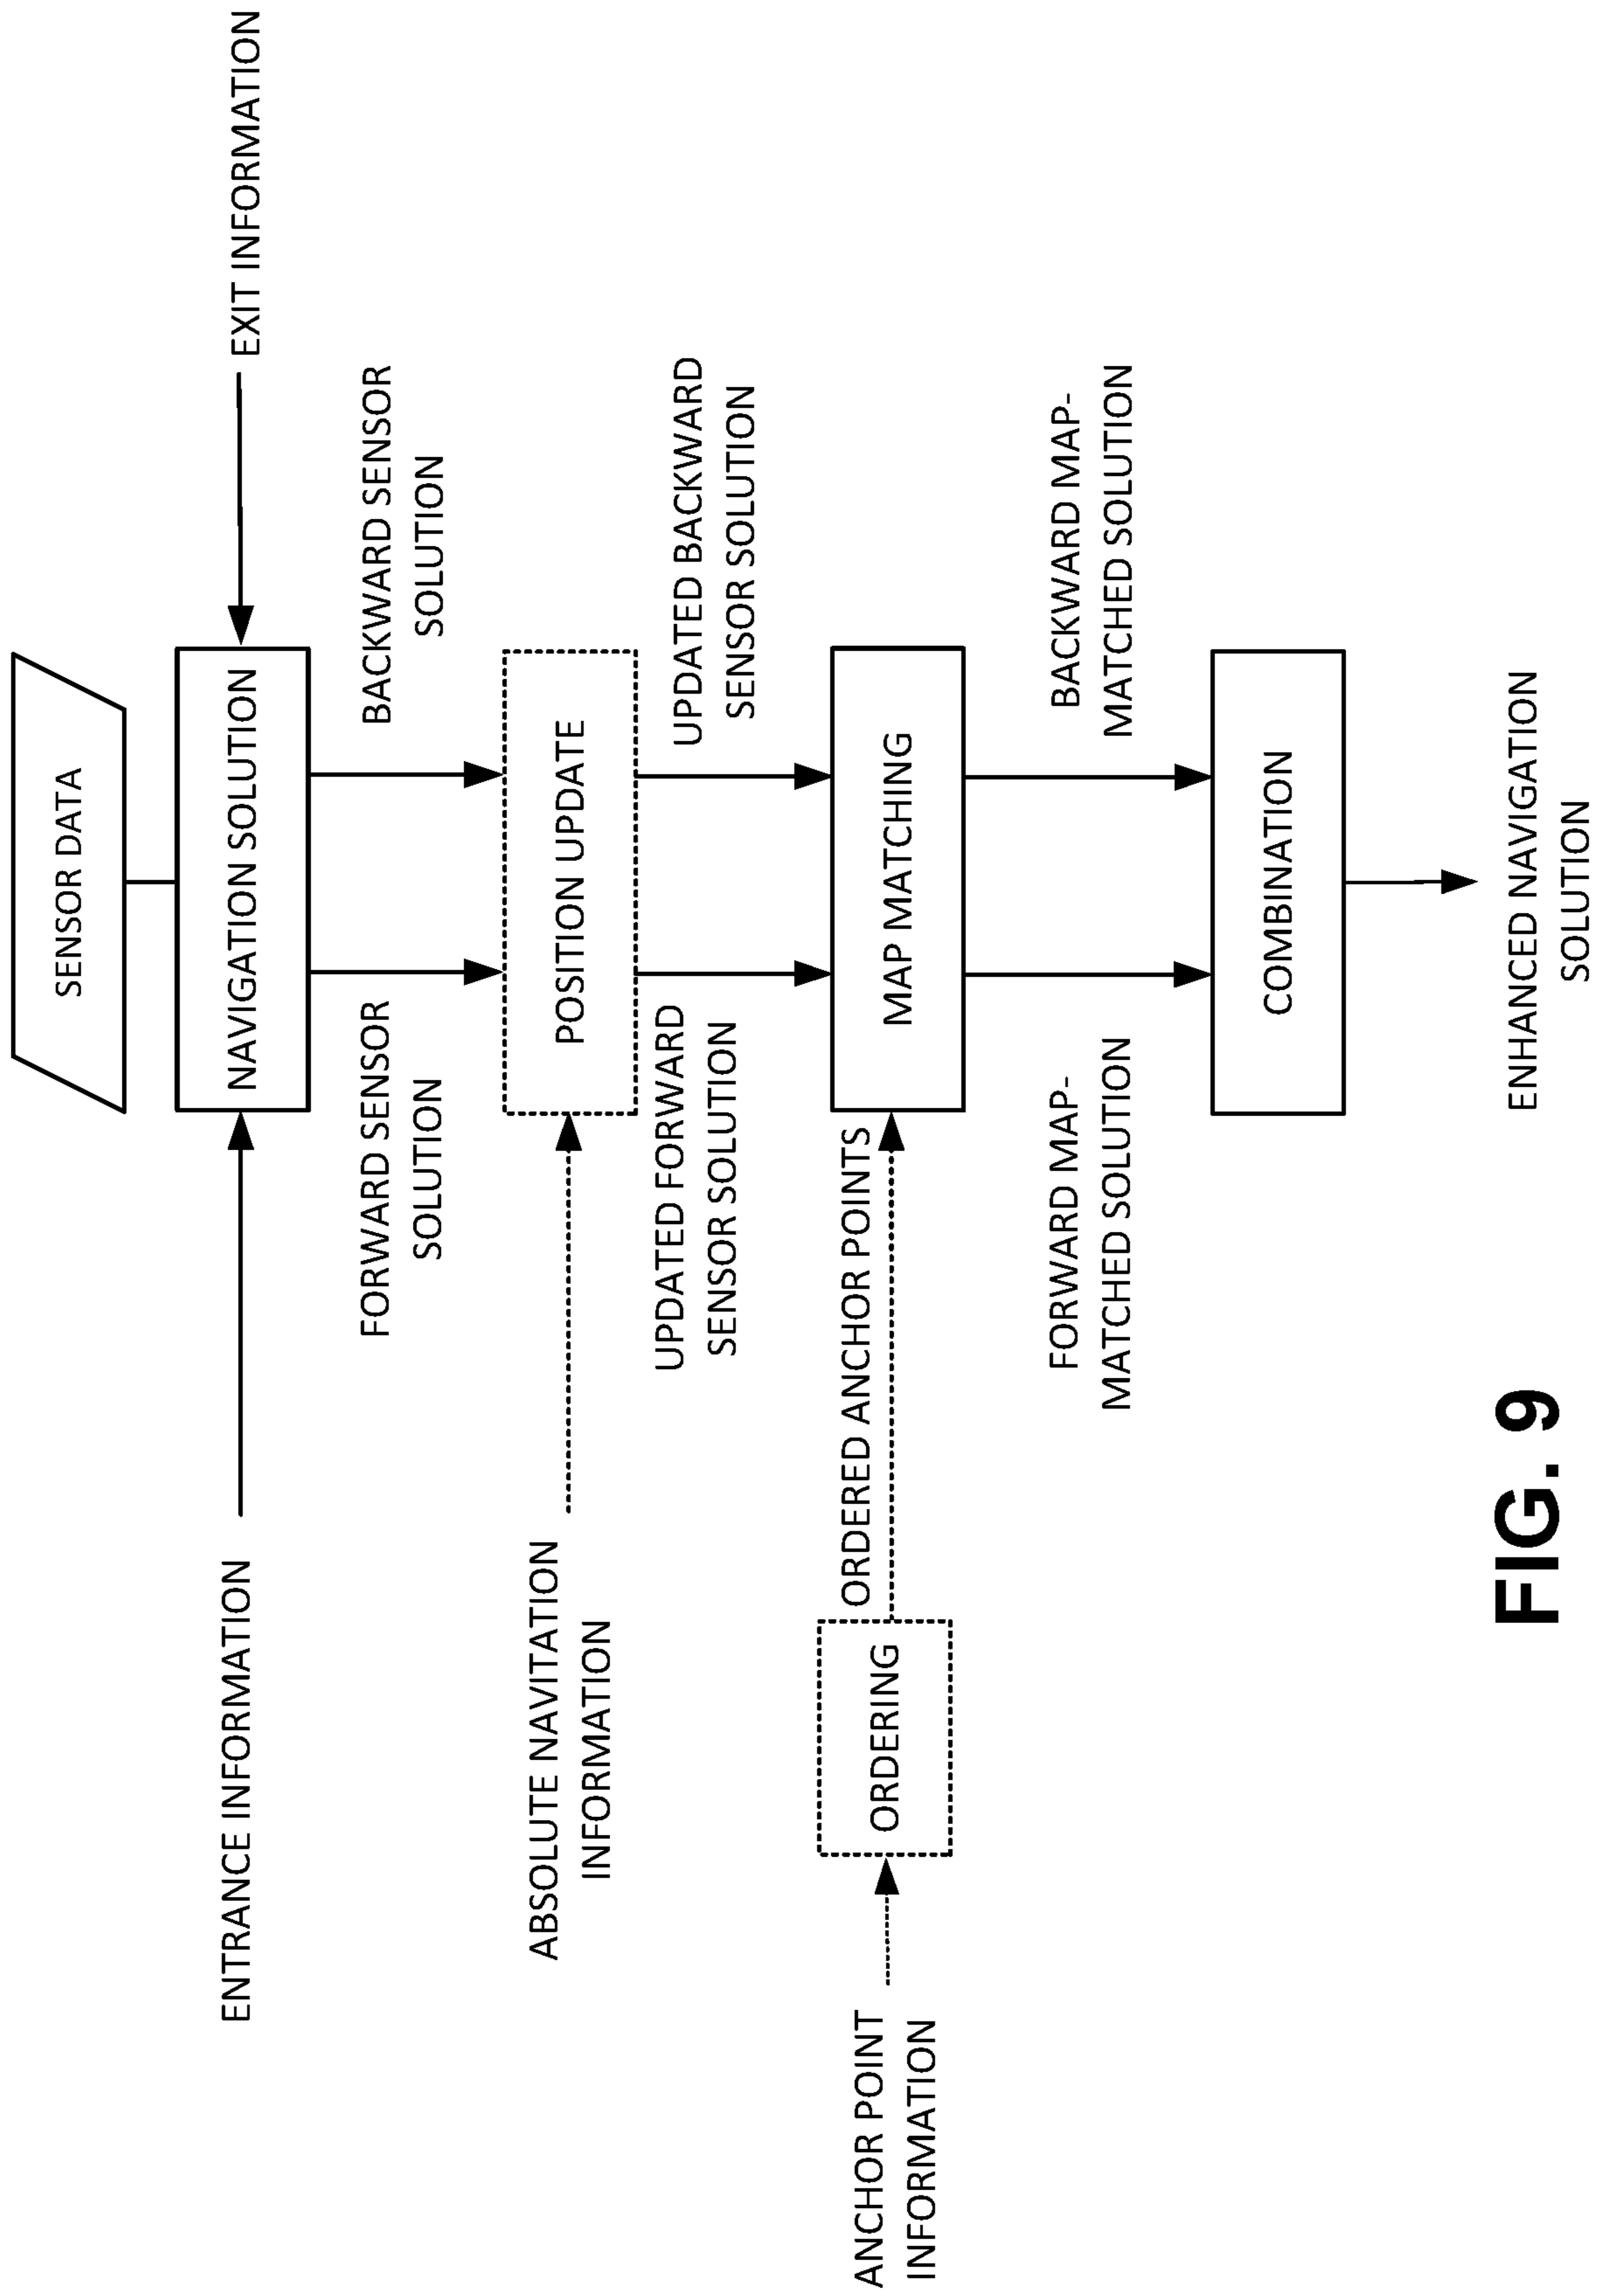 SENSOR DATA
ENTRANCE INFORMATION
NAVIGATION SOLUTION
EXIT INFORMATION
FORWARD SENSOR
SOLUTION
BACKWARD SENSOR
SOLUTION
ABSOLUTE NAVITATION
INFORMATION
POSITION UPDATE
UPDATED FORWARD
SENSOR SOLUTION
UPDATED BACKWARD
SENSOR SOLUTION
ANCHOR POINT
INFORMATION
ORDERING
ORDERED ANCHOR POINTS
MAP MATCHING
FORWARD MAP-
MATCHED SOLUTION
BACKWARD MAP-
MATCHED SOLUTION
COMBINATION
ENHANCED NAVIGATION
SOLUTION
FIG. 9